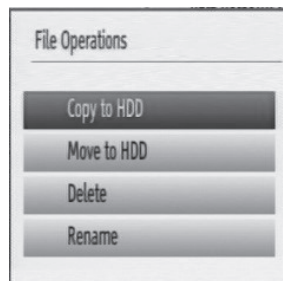 File Operations
Copy to HDD
Move to HDD
Delete
Rename